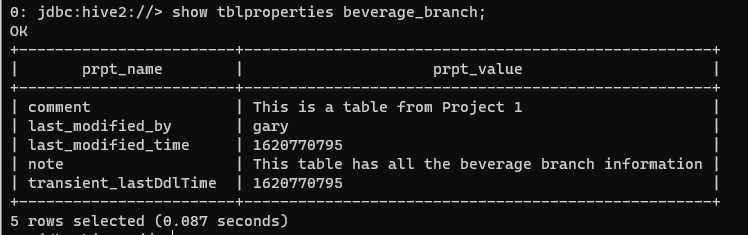 0: jdbc:hive2://> show tblproperties beverage_branch;
OK
+------------------------+----------------------------------------------------+
| prpt_name | prpt_value |
+------------------------+----------------------------------------------------+
| comment | This is a table from Project 1 |
| last_modified_by | gary |
| last_modified_time | 1620770795 |
| note | This table has all the beverage branch information |
| transient_lastDdlTime | 1620770795 |
+------------------------+----------------------------------------------------+
5 rows selected (0.087 seconds)